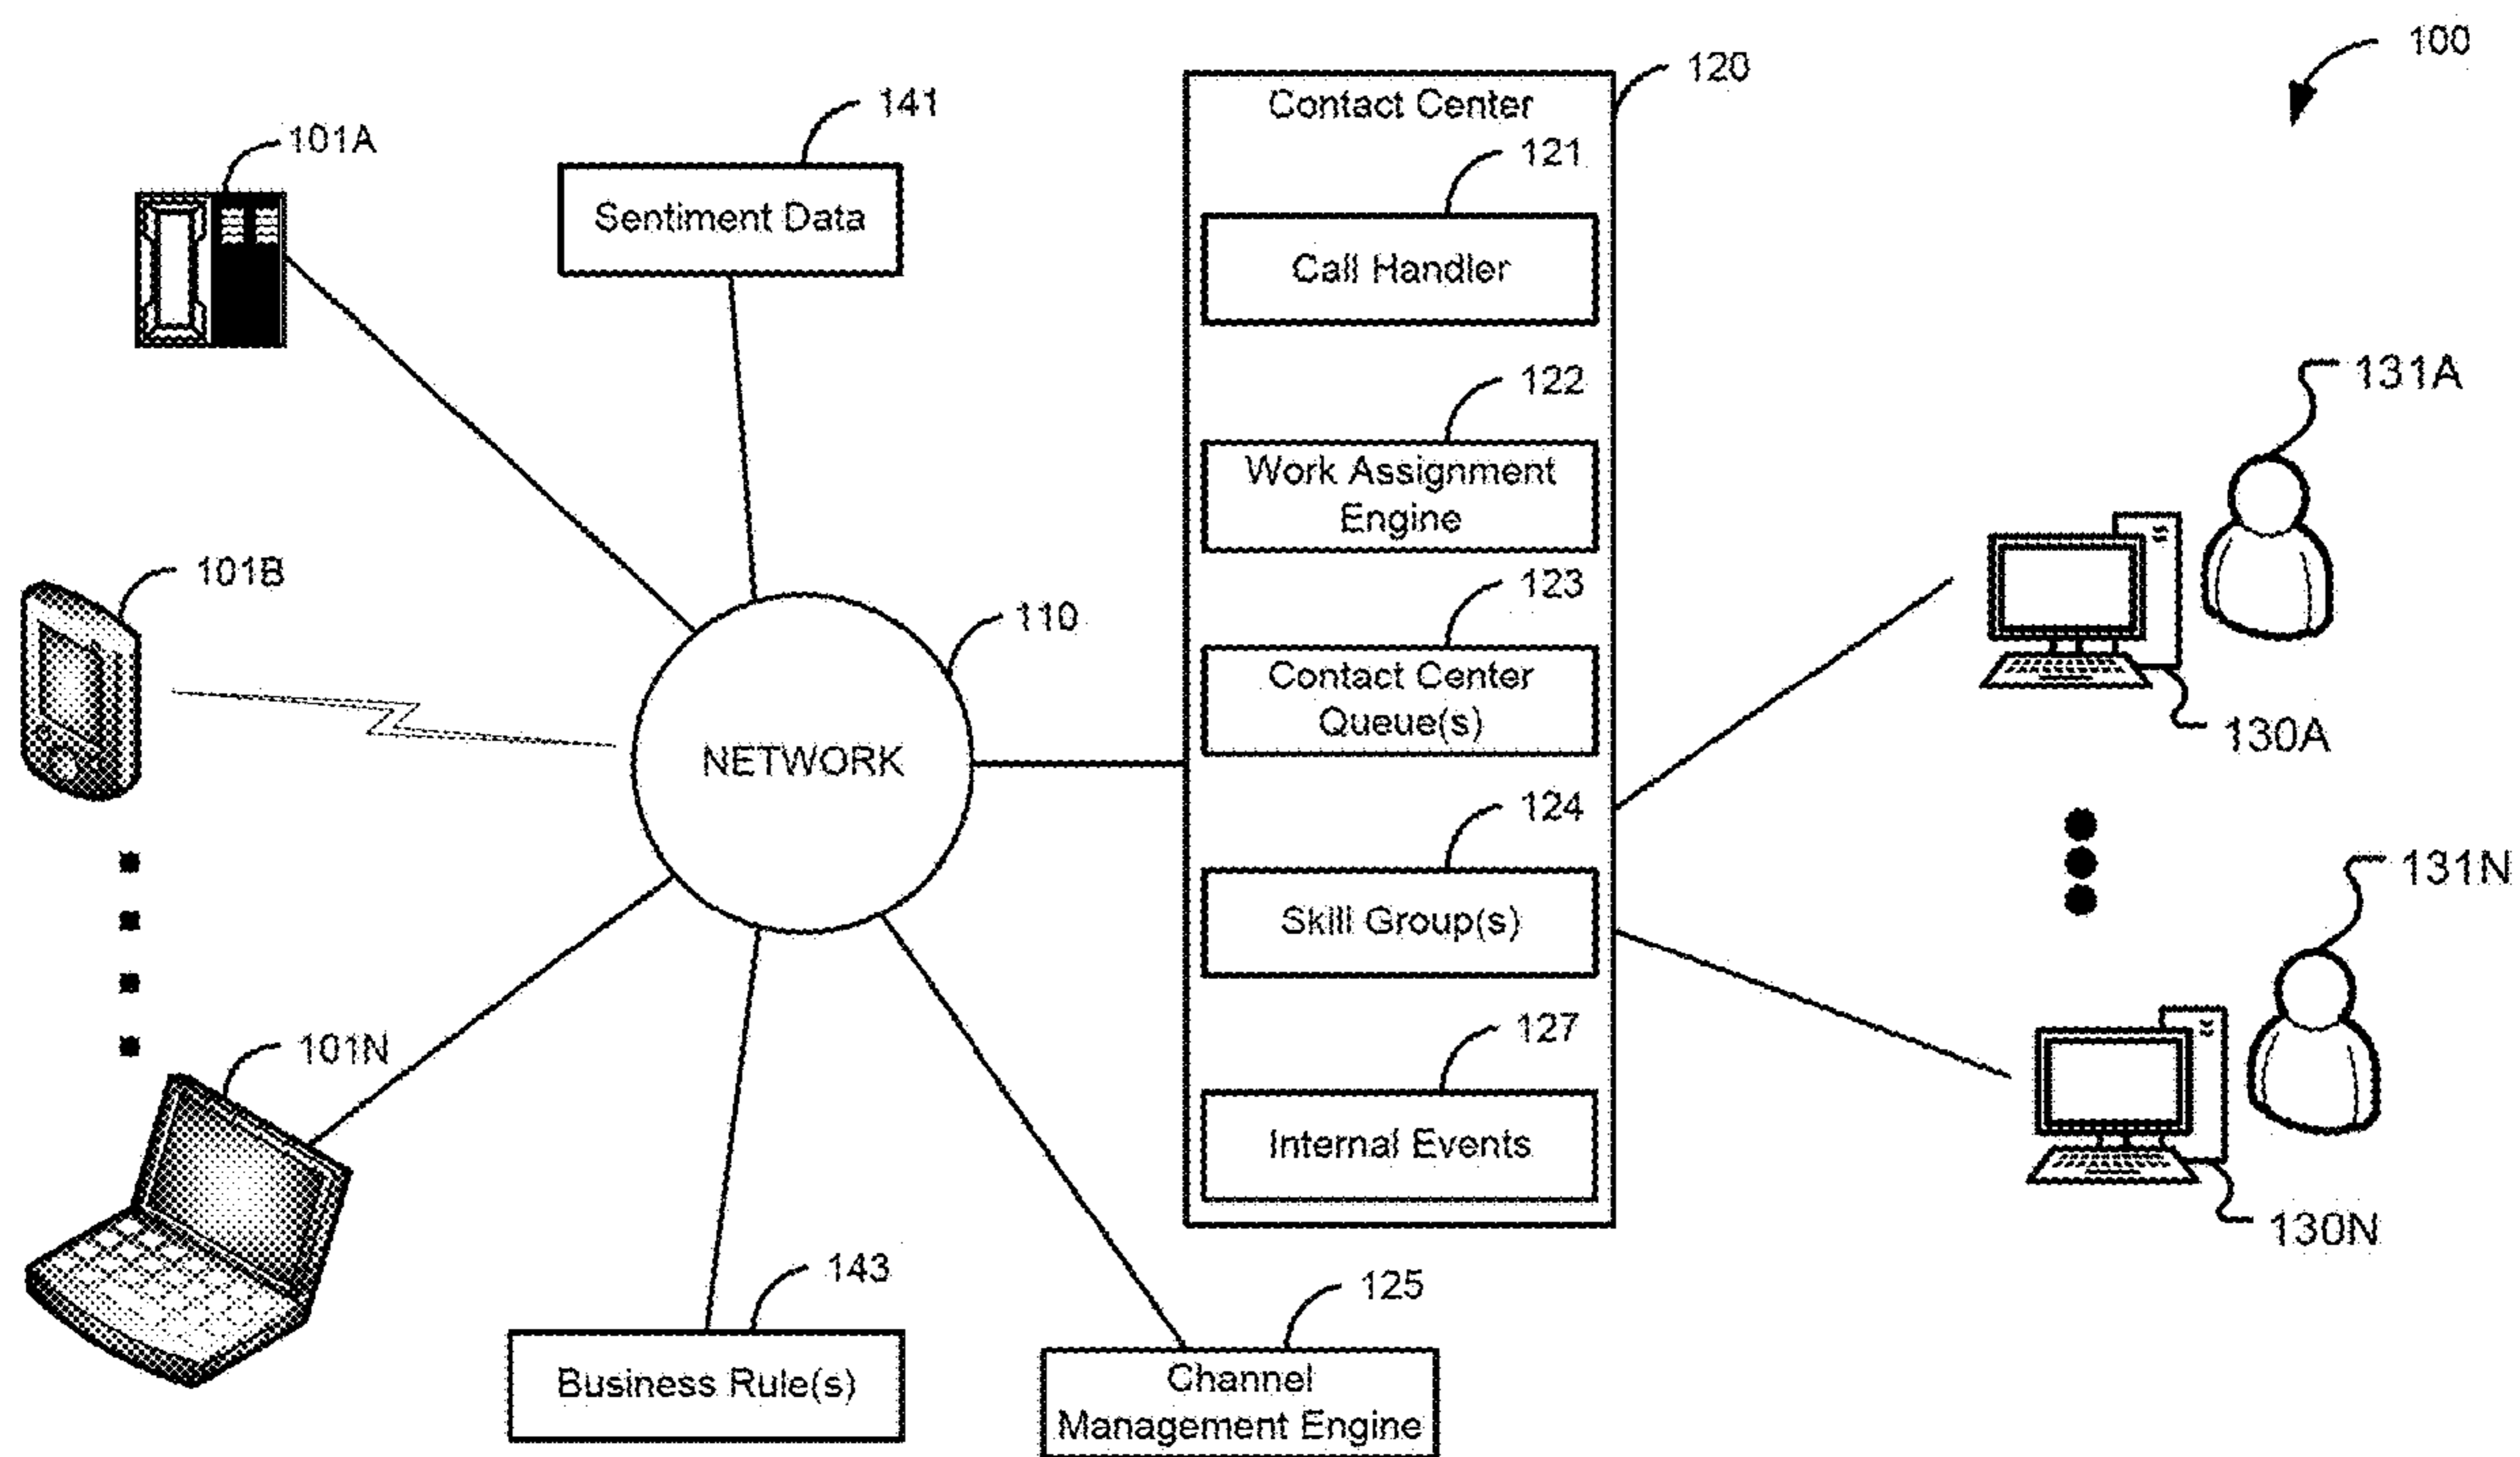 100
120
Contact Center
141
101A
Sentiment Data
121
Call Handler
122
Work Assignment
Engine
131A
101B
123
110
Contact Center
Queue(s)
NETWORK
130A
124
131N
Skill Group(s)
127
101N
Internal Events
130N
143
125
Business Rule(s)
Channel
Management Engine